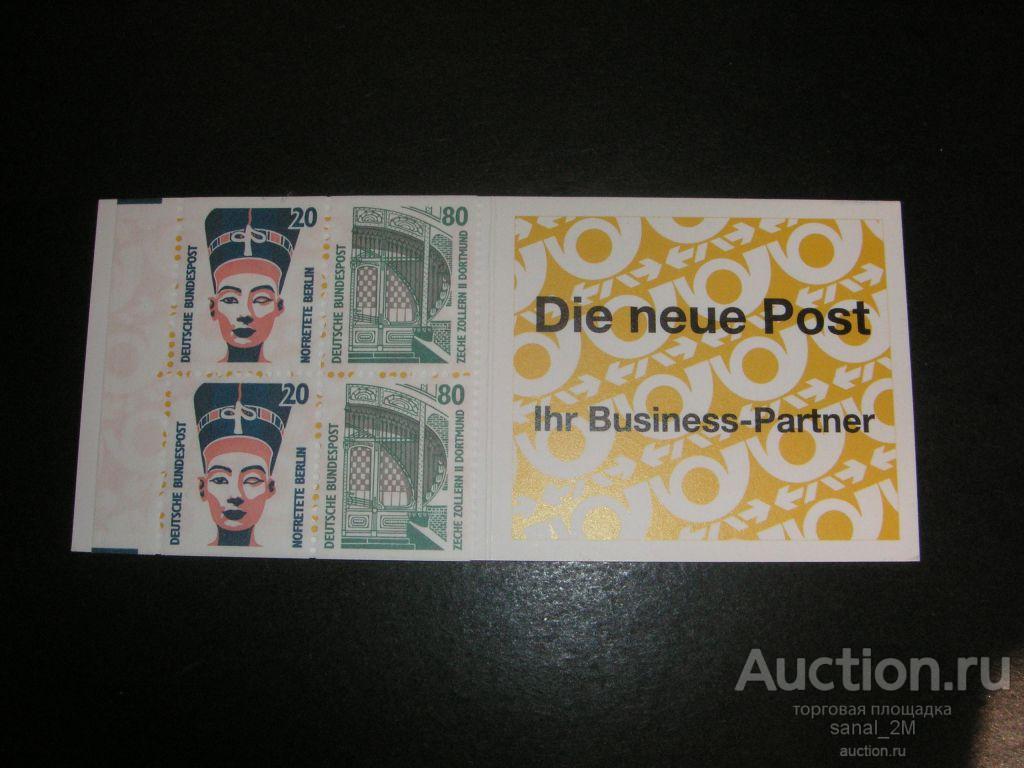 20
DEUTSCHE BUNDESPOST
NOFRETETE BERLIN
80
DEUTSCHE BUNDESPOST
ZECHE ZOLLERN II DORTMUND
20
DEUTSCHE BUNDESPOST
NOFRETETE BERLIN
80
DEUTSCHE BUNDESPOST
ZECHE ZOLLERN II DORTMUND
Die neue Post
Ihr Business-Partner
Auction.ru
торговая площадка
sanal_2M
auction.ru